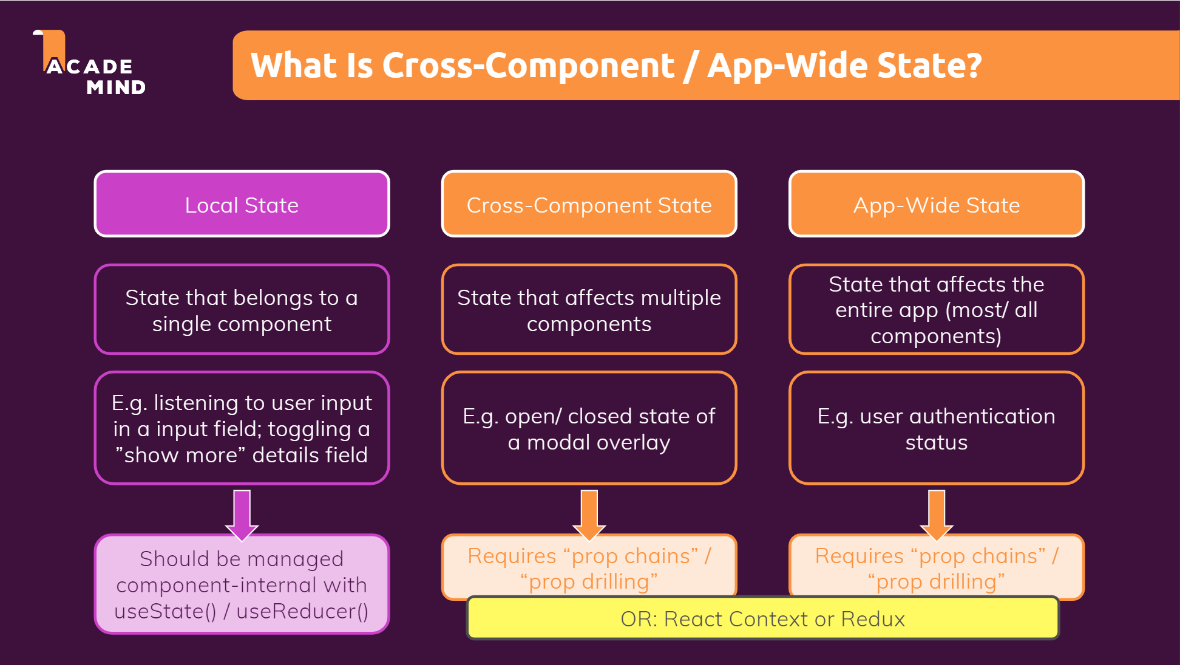 ACADE
MIND
What Is Cross-Component / App-Wide State?
Local State
State that belongs to a
single component
E.g. listening to user input
in a input field; toggling a
”show more” details field
Should be managed
component-internal with
useState() / useReducer()
Cross-Component State
State that affects multiple
components
E.g. open/ closed state of
a modal overlay
Requires “prop chains” /
“prop drilling”
App-Wide State
State that affects the
entire app (most/ all
components)
E.g. user authentication
status
Requires “prop chains” /
“prop drilling”
OR: React Context or Redux